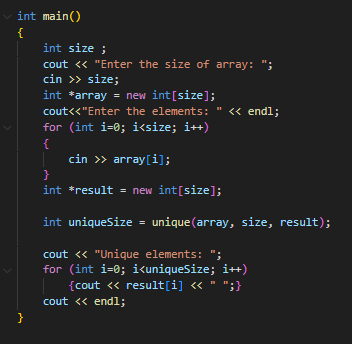 int main()
{
    int size ;
    cout << "Enter the size of array: ";
    cin >> size;
    int *array = new int[size];
    cout<<"Enter the elements: " << endl;
    for (int i=0; i<size; i++)
    {
        cin >> array[i];
    }
    int *result = new int[size];

    int uniqueSize = unique(array, size, result);

    cout << "Unique elements: ";
    for (int i=0; i<uniqueSize; i++)
        {cout << result[i] << " ";}
    cout << endl;
}